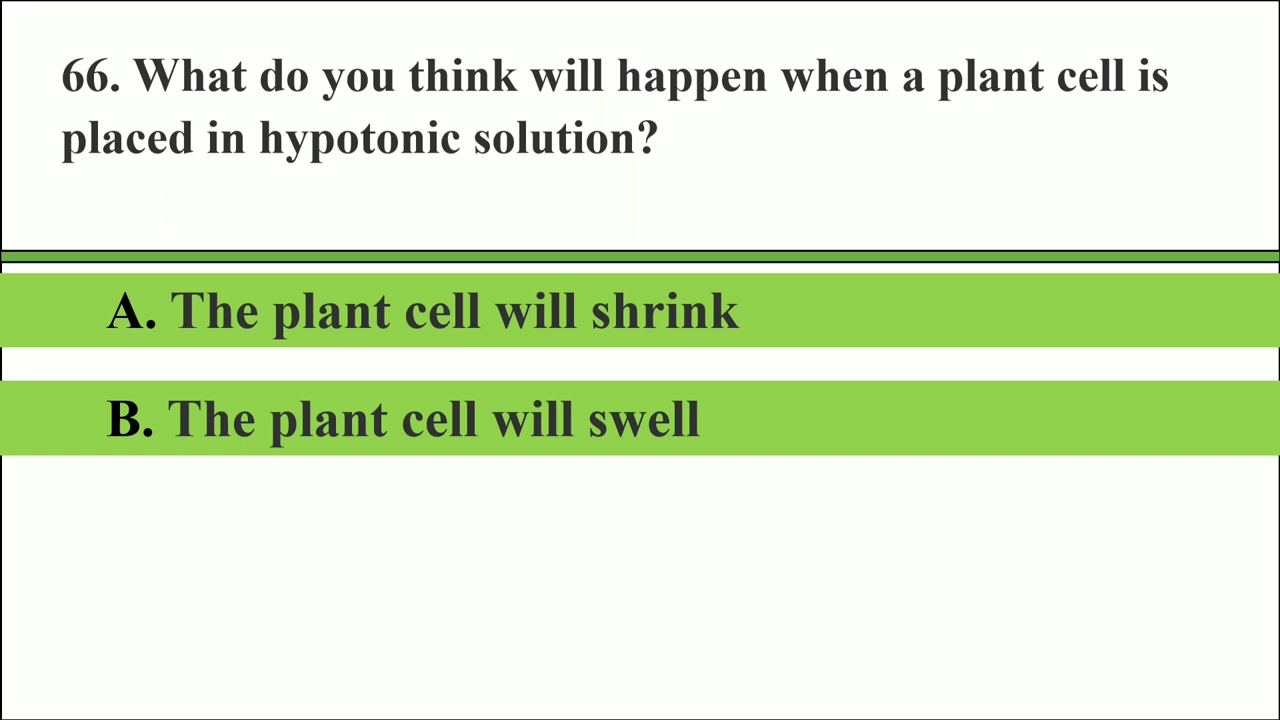 66. What do you think will happen when a plant cell is
placed in hypotonic solution?
A. The plant cell will shrink
B. The plant cell will swell